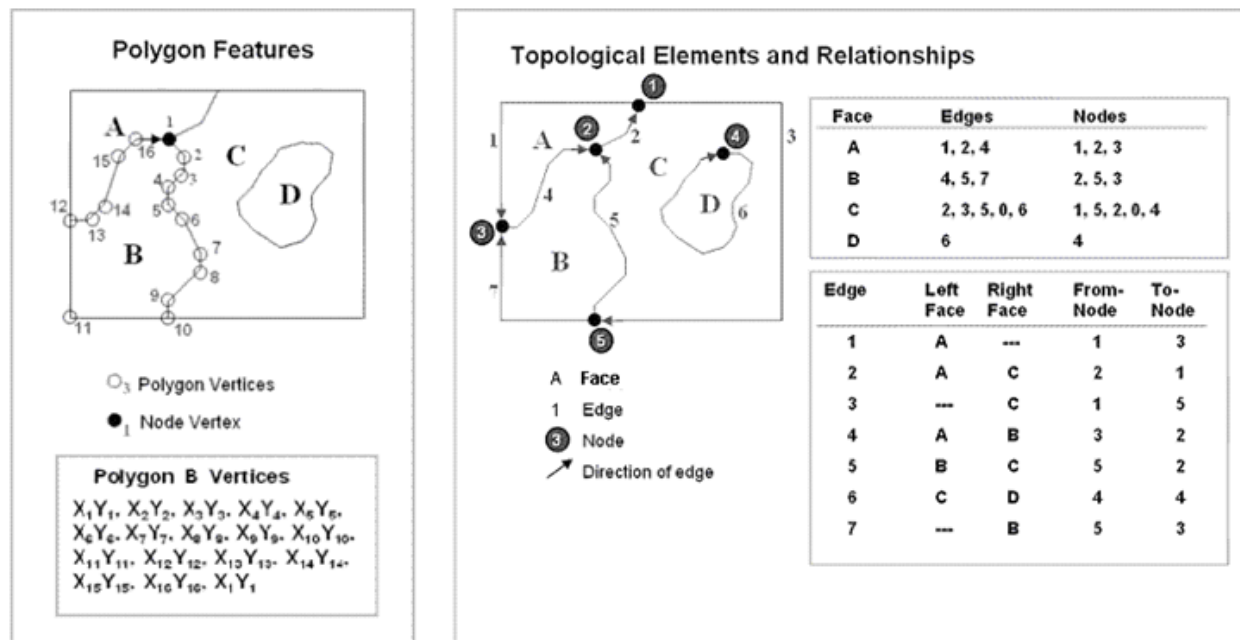 Polygon Features
A
1
16
C
15
2
3
4
D
5
14
12
13
6
B
7
8
9
11
10
3 Polygon Vertices
1 Node Vertex
Polygon B Vertices
X1Y1, X2Y2, X3Y3, X4Y4, X5Y5,
X6Y6, X7Y7, X8Y8, X9Y9, X10Y10,
X11Y11, X12Y12, X13Y13, X14Y14,
X15Y15, X16Y16, X1Y1
Topological Elements and Relationships
1
1
A
2
2
C
4
3
4
5
D
6
3
B
7
5
A Face
1 Edge
3 Node
Direction of edge
Face Edges Nodes
A 1, 2, 4 1, 2, 3
B 4, 5, 7 2, 5, 3
C 2, 3, 5, 0, 6 1, 5, 2, 0, 4
D 6 4
Edge Left Face Right Face From-Node To-Node
1 A --- 1 3
2 A C 2 1
3 --- C 1 5
4 A B 3 2
5 B C 5 2
6 C D 4 4
7 --- B 5 3